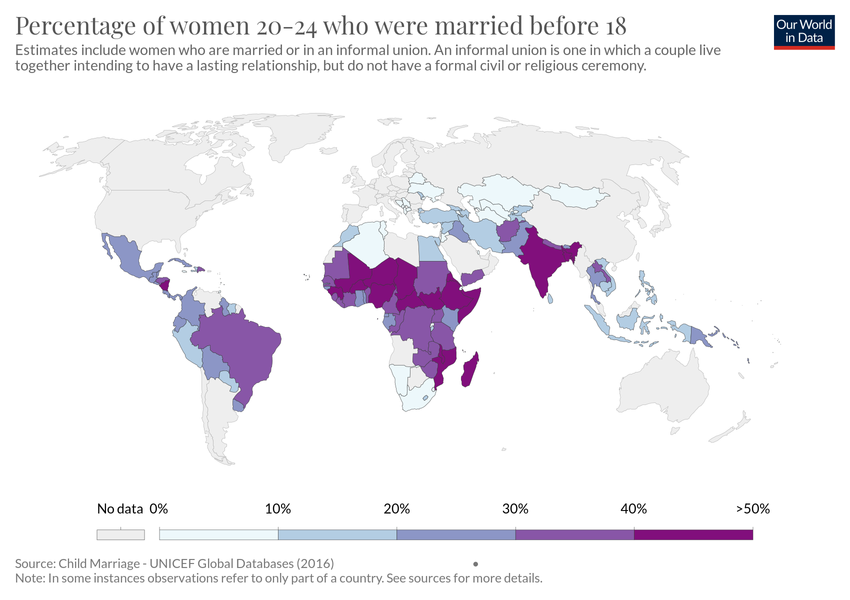 Percentage of women 20-24 who were married before 18
Our World
in Data
Estimates include women who are married or in an informal union. An informal union is one in which a couple live
together intending to have a lasting relationship, but do not have a formal civil or religious ceremony.
No data 0% 10% 20% 30% 40% >50%
Source: Child Marriage - UNICEF Global Databases (2016)
Note: In some instances observations refer to only part of a country. See sources for more details.